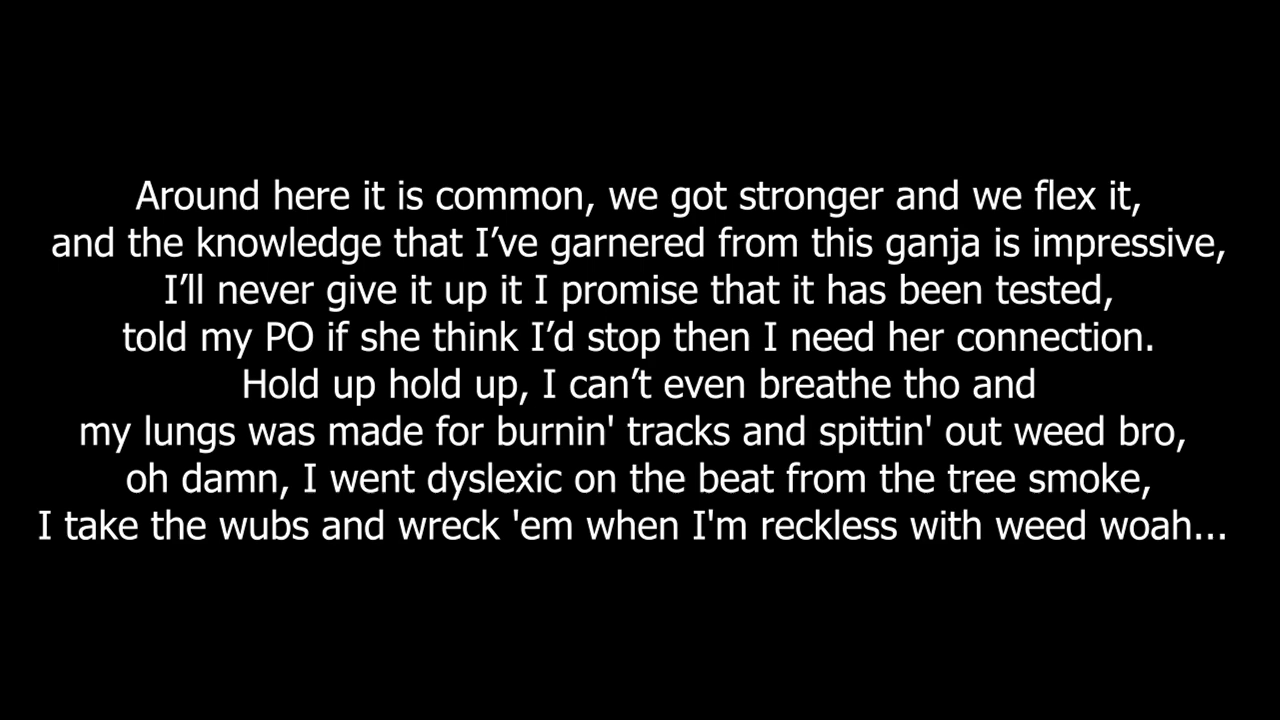 Around here it is common, we got stronger and we flex it,
and the knowledge that I’ve garnered from this ganja is impressive,
I’ll never give it up it I promise that it has been tested,
told my PO if she think I’d stop then I need her connection.
Hold up hold up, I can’t even breathe tho and
my lungs was made for burnin' tracks and spittin' out weed bro,
oh damn, I went dyslexic on the beat from the tree smoke,
I take the wubs and wreck 'em when I'm reckless with weed woah...